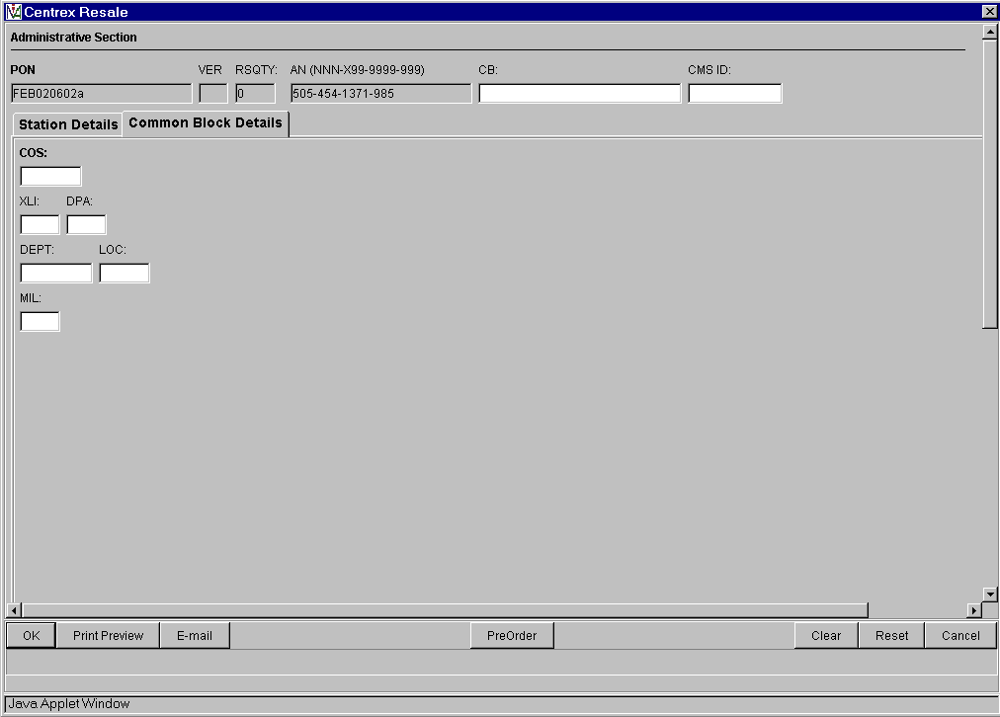 Centrex Resale
Administrative Section
PON VER RSQTY: AN (NNN-X99-9999-999) CB: CMS ID:
FEB020602a 0 505-454-1371-985
Station Details Common Block Details
COS:
XLI: DPA:
DEPT: LOC:
MIL:
OK Print Preview E-mail PreOrder Clear Reset Cancel
Java Applet Window